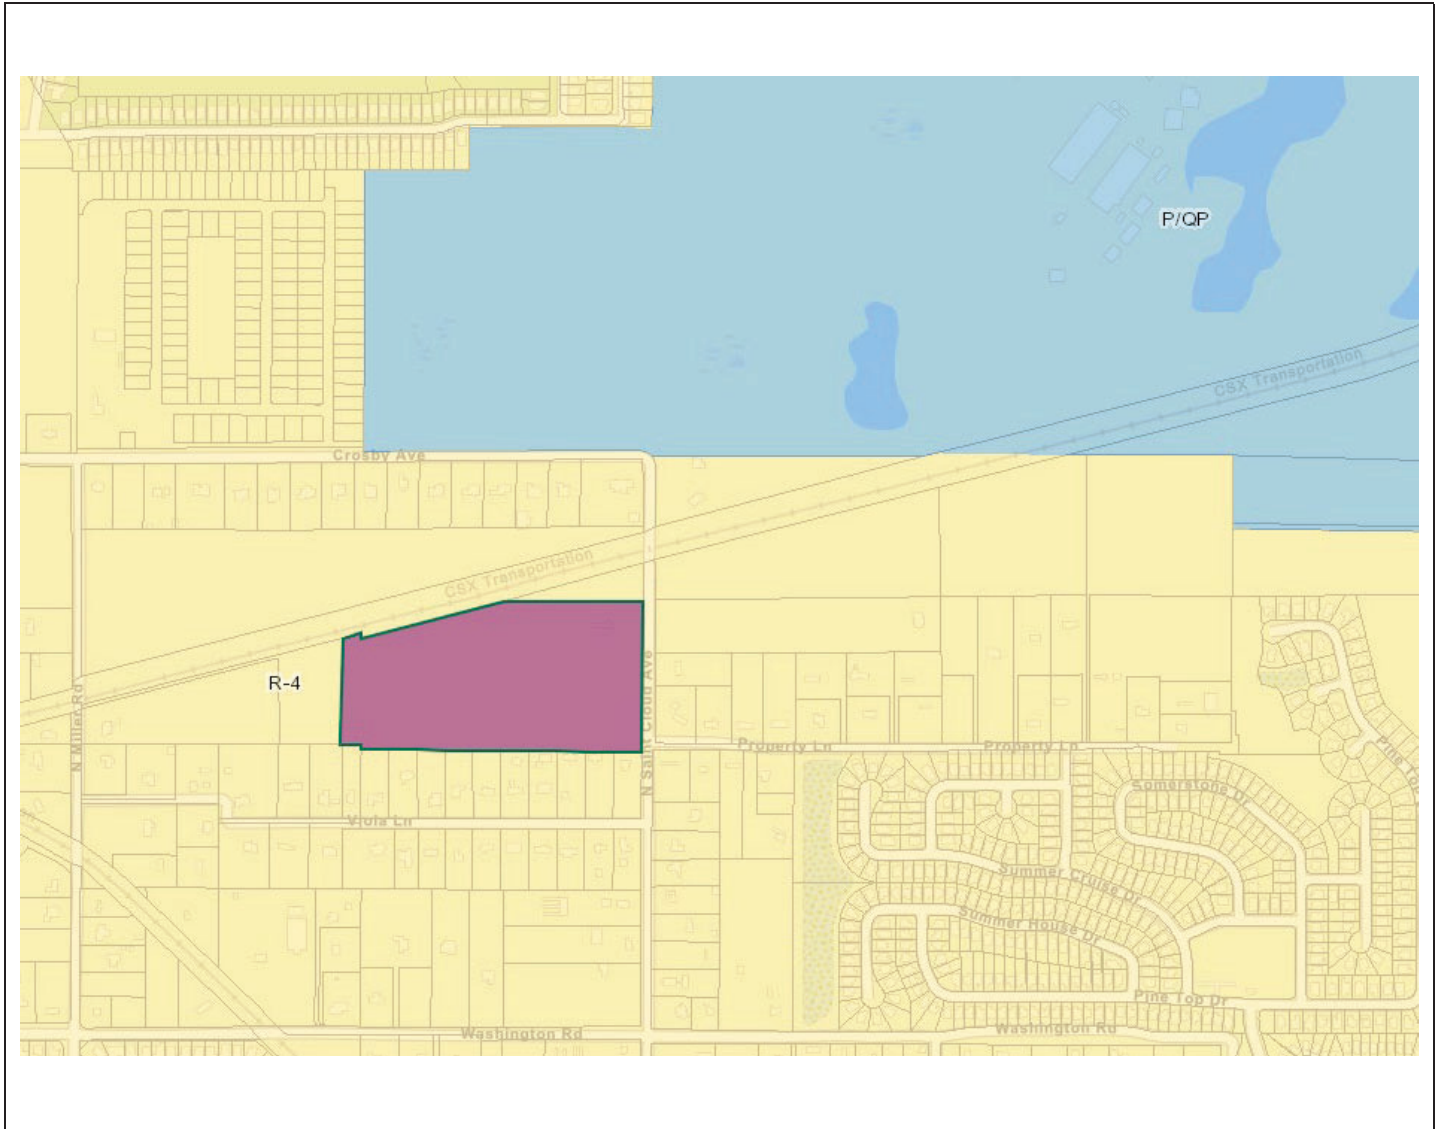 P/QP
CSX Transportation
Crosby Ave
CSX Transportation
R-4
N Miller Rd
N Saint Cloud Ave
Property Ln
Property Ln
Pine Top
Somerstone Dr
Viola Ln
Summer Cruise Dr
Summer House Dr
Pine Top Dr
Washington Rd
Washington Rd